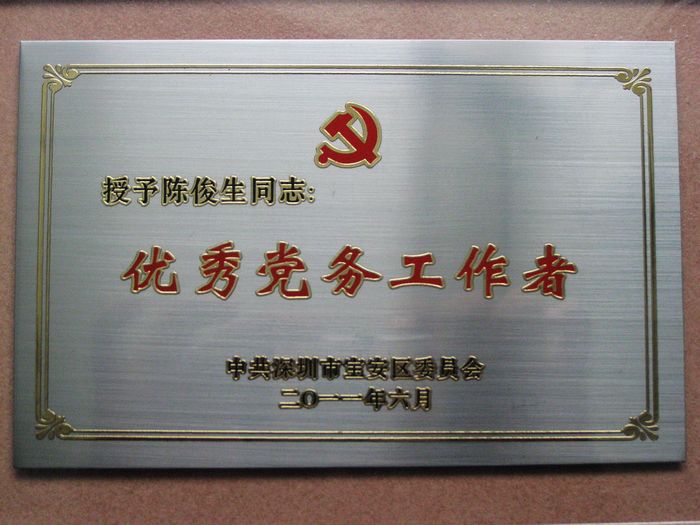 授予陈俊生同志:
优秀党务工作者
中共深圳市宝安区委员会
二〇一一年六月